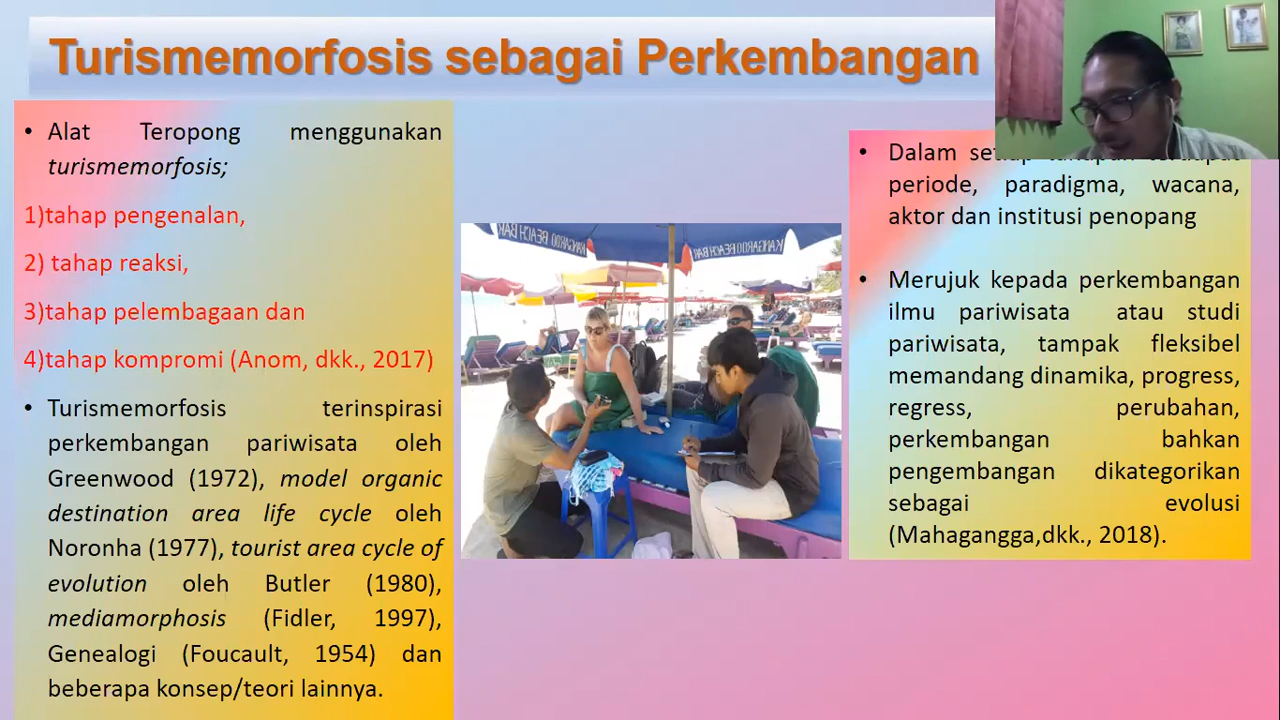 Turismemorfosis sebagai Perkembangan
• Alat Teropong menggunakan
turismemorfosis;
1)tahap pengenalan,
2) tahap reaksi,
3)tahap pelembagaan dan
4)tahap kompromi (Anom, dkk., 2017)
• Turismemorfosis terinspirasi
perkembangan pariwisata oleh
Greenwood (1972), model organic
destination area life cycle oleh
Noronha (1977), tourist area cycle of
evolution oleh Butler (1980),
mediamorphosis (Fidler, 1997),
Genealogi (Foucault, 1954) dan
beberapa konsep/teori lainnya.
KANGAROO BEACH BAR
KANGAROO BEACH BAR
• Dalam
periode, paradigma, wacana,
aktor dan institusi penopang
• Merujuk kepada perkembangan
ilmu pariwisata atau studi
pariwisata, tampak fleksibel
memandang dinamika, progress,
regress, perubahan,
perkembangan bahkan
pengembangan dikategorikan
sebagai evolusi
(Mahagangga,dkk., 2018).